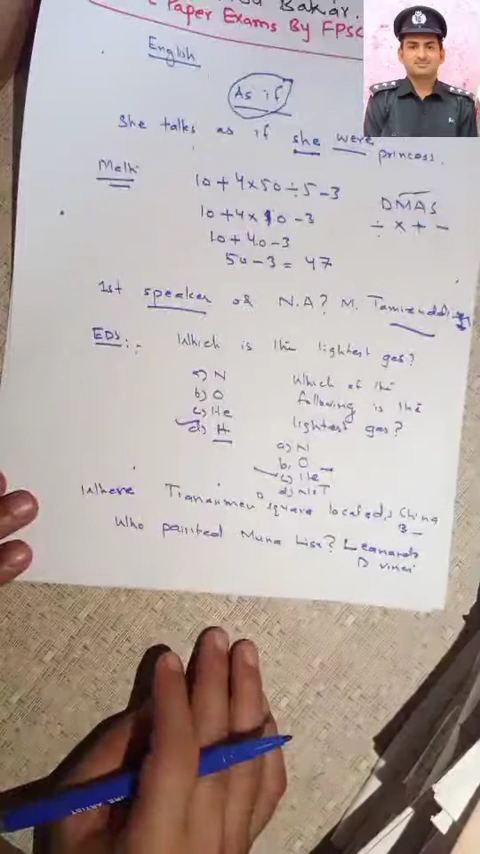 Bakar.
Paper Exams By FPSC
English
As if
She talks as if she were princess.
Math
10 + 4 × 50 ÷ 5 - 3
10 + 4 × 10 - 3
10 + 40 - 3
50 - 3 = 47
DMAS
÷ × + -
1st speaker of N.A? M. Tamizuddin
EDS:-
Which is the lightest gas?
a) N
b) O
c) He
d) H
Which of the
following is the
lightest gas?
a) N
b) O
c) He
d) NOT
Where Tiananmen Square located, China
Who painted Muna Lisa? Leanardo
D vinci
ARTIST